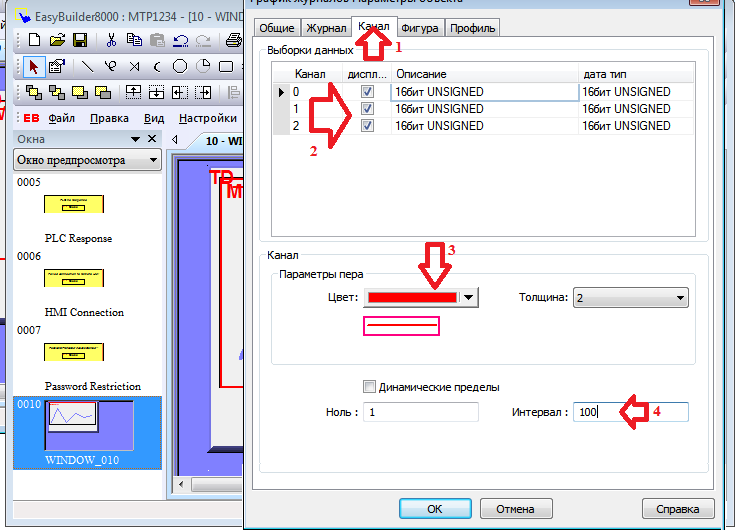 EasyBuilder8000 : MTP1234 - [10 - WINDOW
График журналов Параметры объекта
EB Файл Правка Вид Настройки
Окна
Окно предпросмотра
10 - WI
0005
PLC Response
0006
HMI Connection
0007
Password Restriction
0010
WINDOW_010
TD
M
Общие Журнал Канал Фигура Профиль
1
Выборки данных
Канал диспл... Описание дата тип
0 16бит UNSIGNED 16бит UNSIGNED
1 16бит UNSIGNED 16бит UNSIGNED
2 16бит UNSIGNED 16бит UNSIGNED
2
Канал
3
Параметры пера
Цвет: Толщина: 2
Динамические пределы
Ноль : 1 Интервал : 100 4
OK Отмена Справка